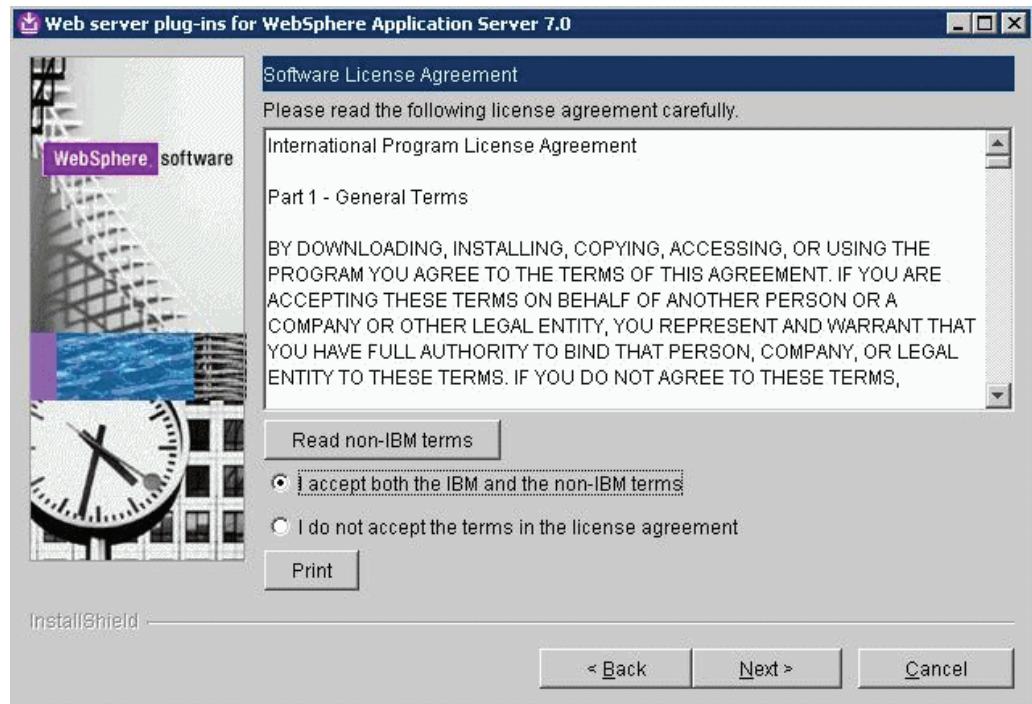 Web server plug-ins for WebSphere Application Server 7.0
WebSphere software
Software License Agreement
Please read the following license agreement carefully.
International Program License Agreement
Part 1 - General Terms
BY DOWNLOADING, INSTALLING, COPYING, ACCESSING, OR USING THE
PROGRAM YOU AGREE TO THE TERMS OF THIS AGREEMENT. IF YOU ARE
ACCEPTING THESE TERMS ON BEHALF OF ANOTHER PERSON OR A
COMPANY OR OTHER LEGAL ENTITY, YOU REPRESENT AND WARRANT THAT
YOU HAVE FULL AUTHORITY TO BIND THAT PERSON, COMPANY, OR LEGAL
ENTITY TO THESE TERMS. IF YOU DO NOT AGREE TO THESE TERMS,
Read non-IBM terms
I accept both the IBM and the non-IBM terms
I do not accept the terms in the license agreement
Print
InstallShield
< Back
Next >
Cancel